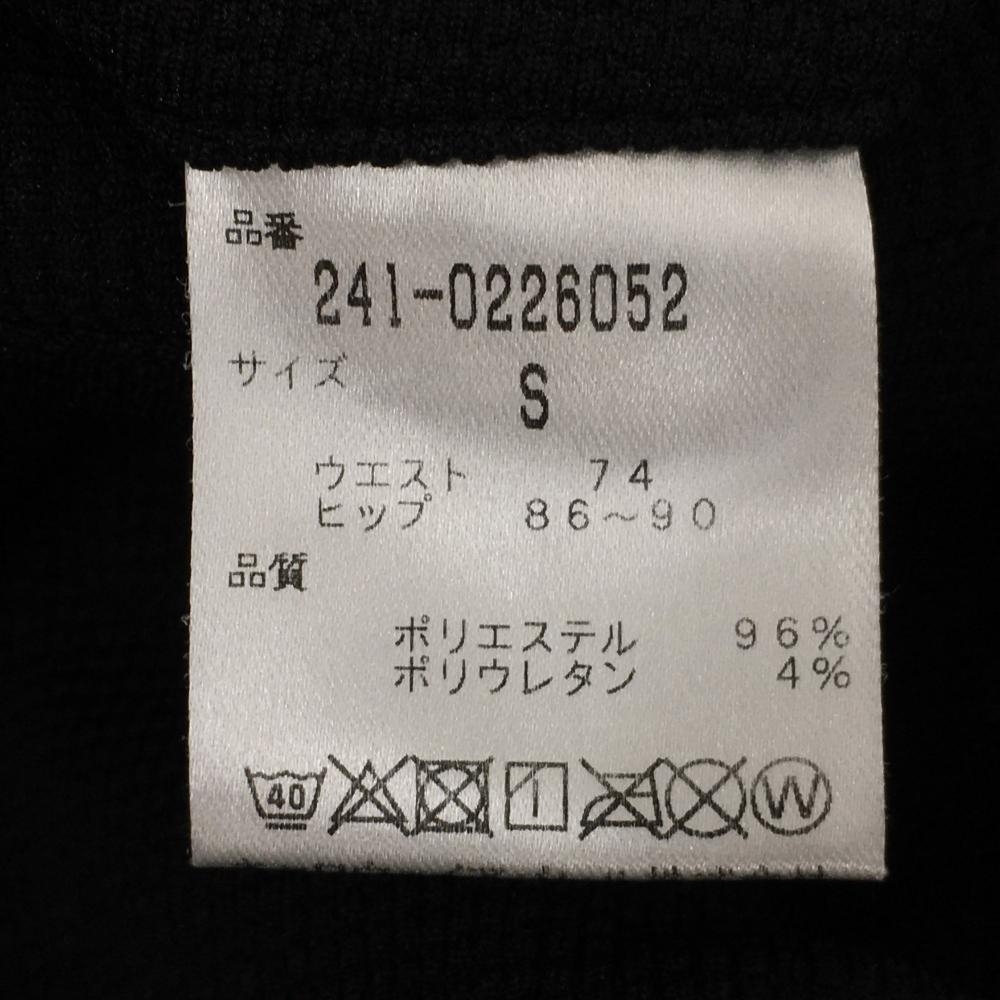 品番
241-0226052
サイズ S
ウエスト 74
ヒップ 86~90
品質
ポリエステル 96%
ポリウレタン 4%
40 W